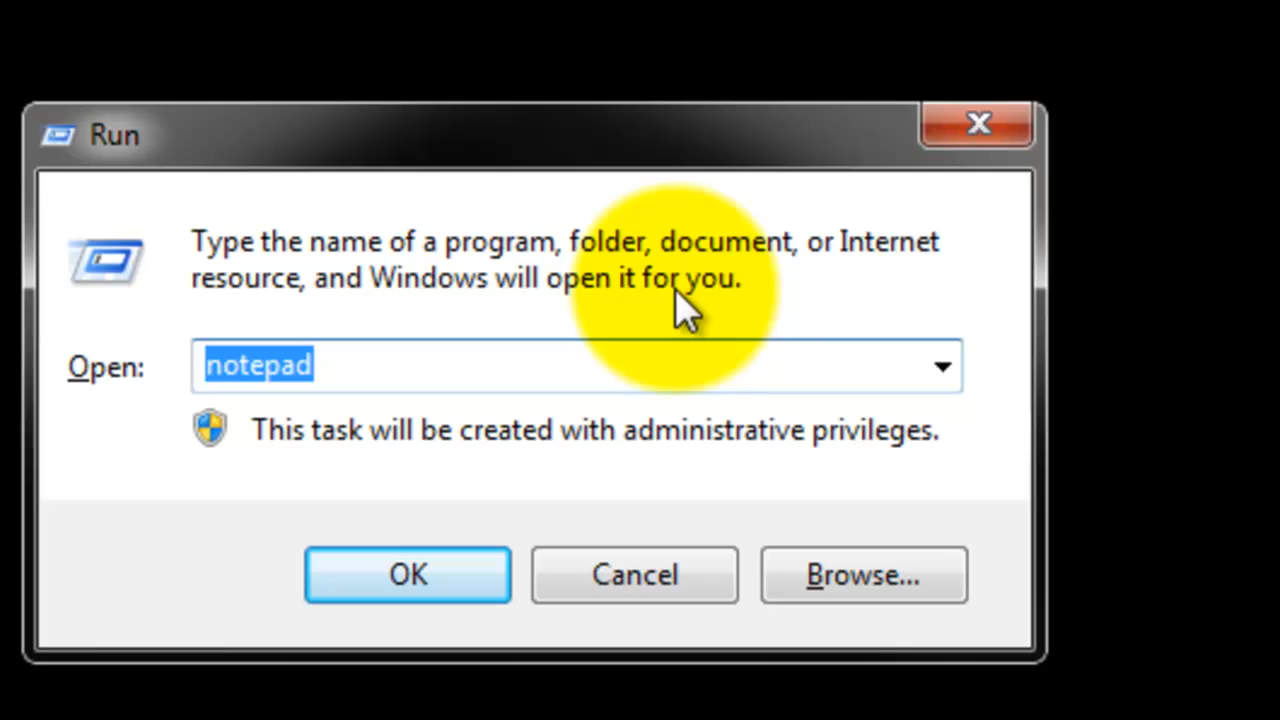 Run
Type the name of a program, folder, document, or Internet
resource, and Windows will open it for you.
Open:
notepad
This task will be created with administrative privileges.
OK
Cancel
Browse...